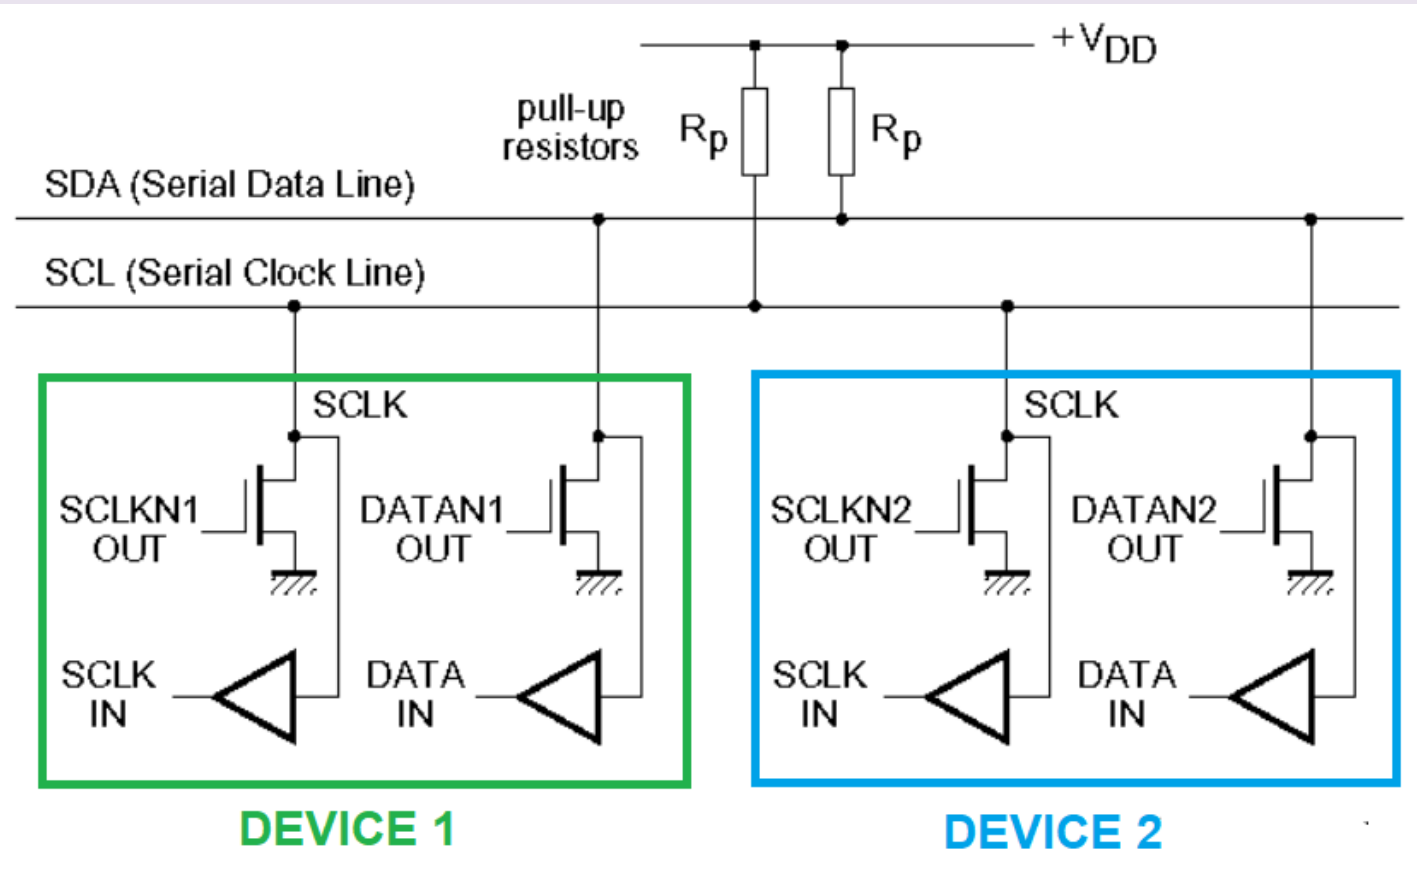 +VDD
pull-up
resistors
Rp
Rp
SDA (Serial Data Line)
SCL (Serial Clock Line)
SCLK
SCLKN1
OUT
DATAN1
OUT
SCLK
IN
DATA
IN
DEVICE 1
SCLK
SCLKN2
OUT
DATAN2
OUT
SCLK
IN
DATA
IN
DEVICE 2